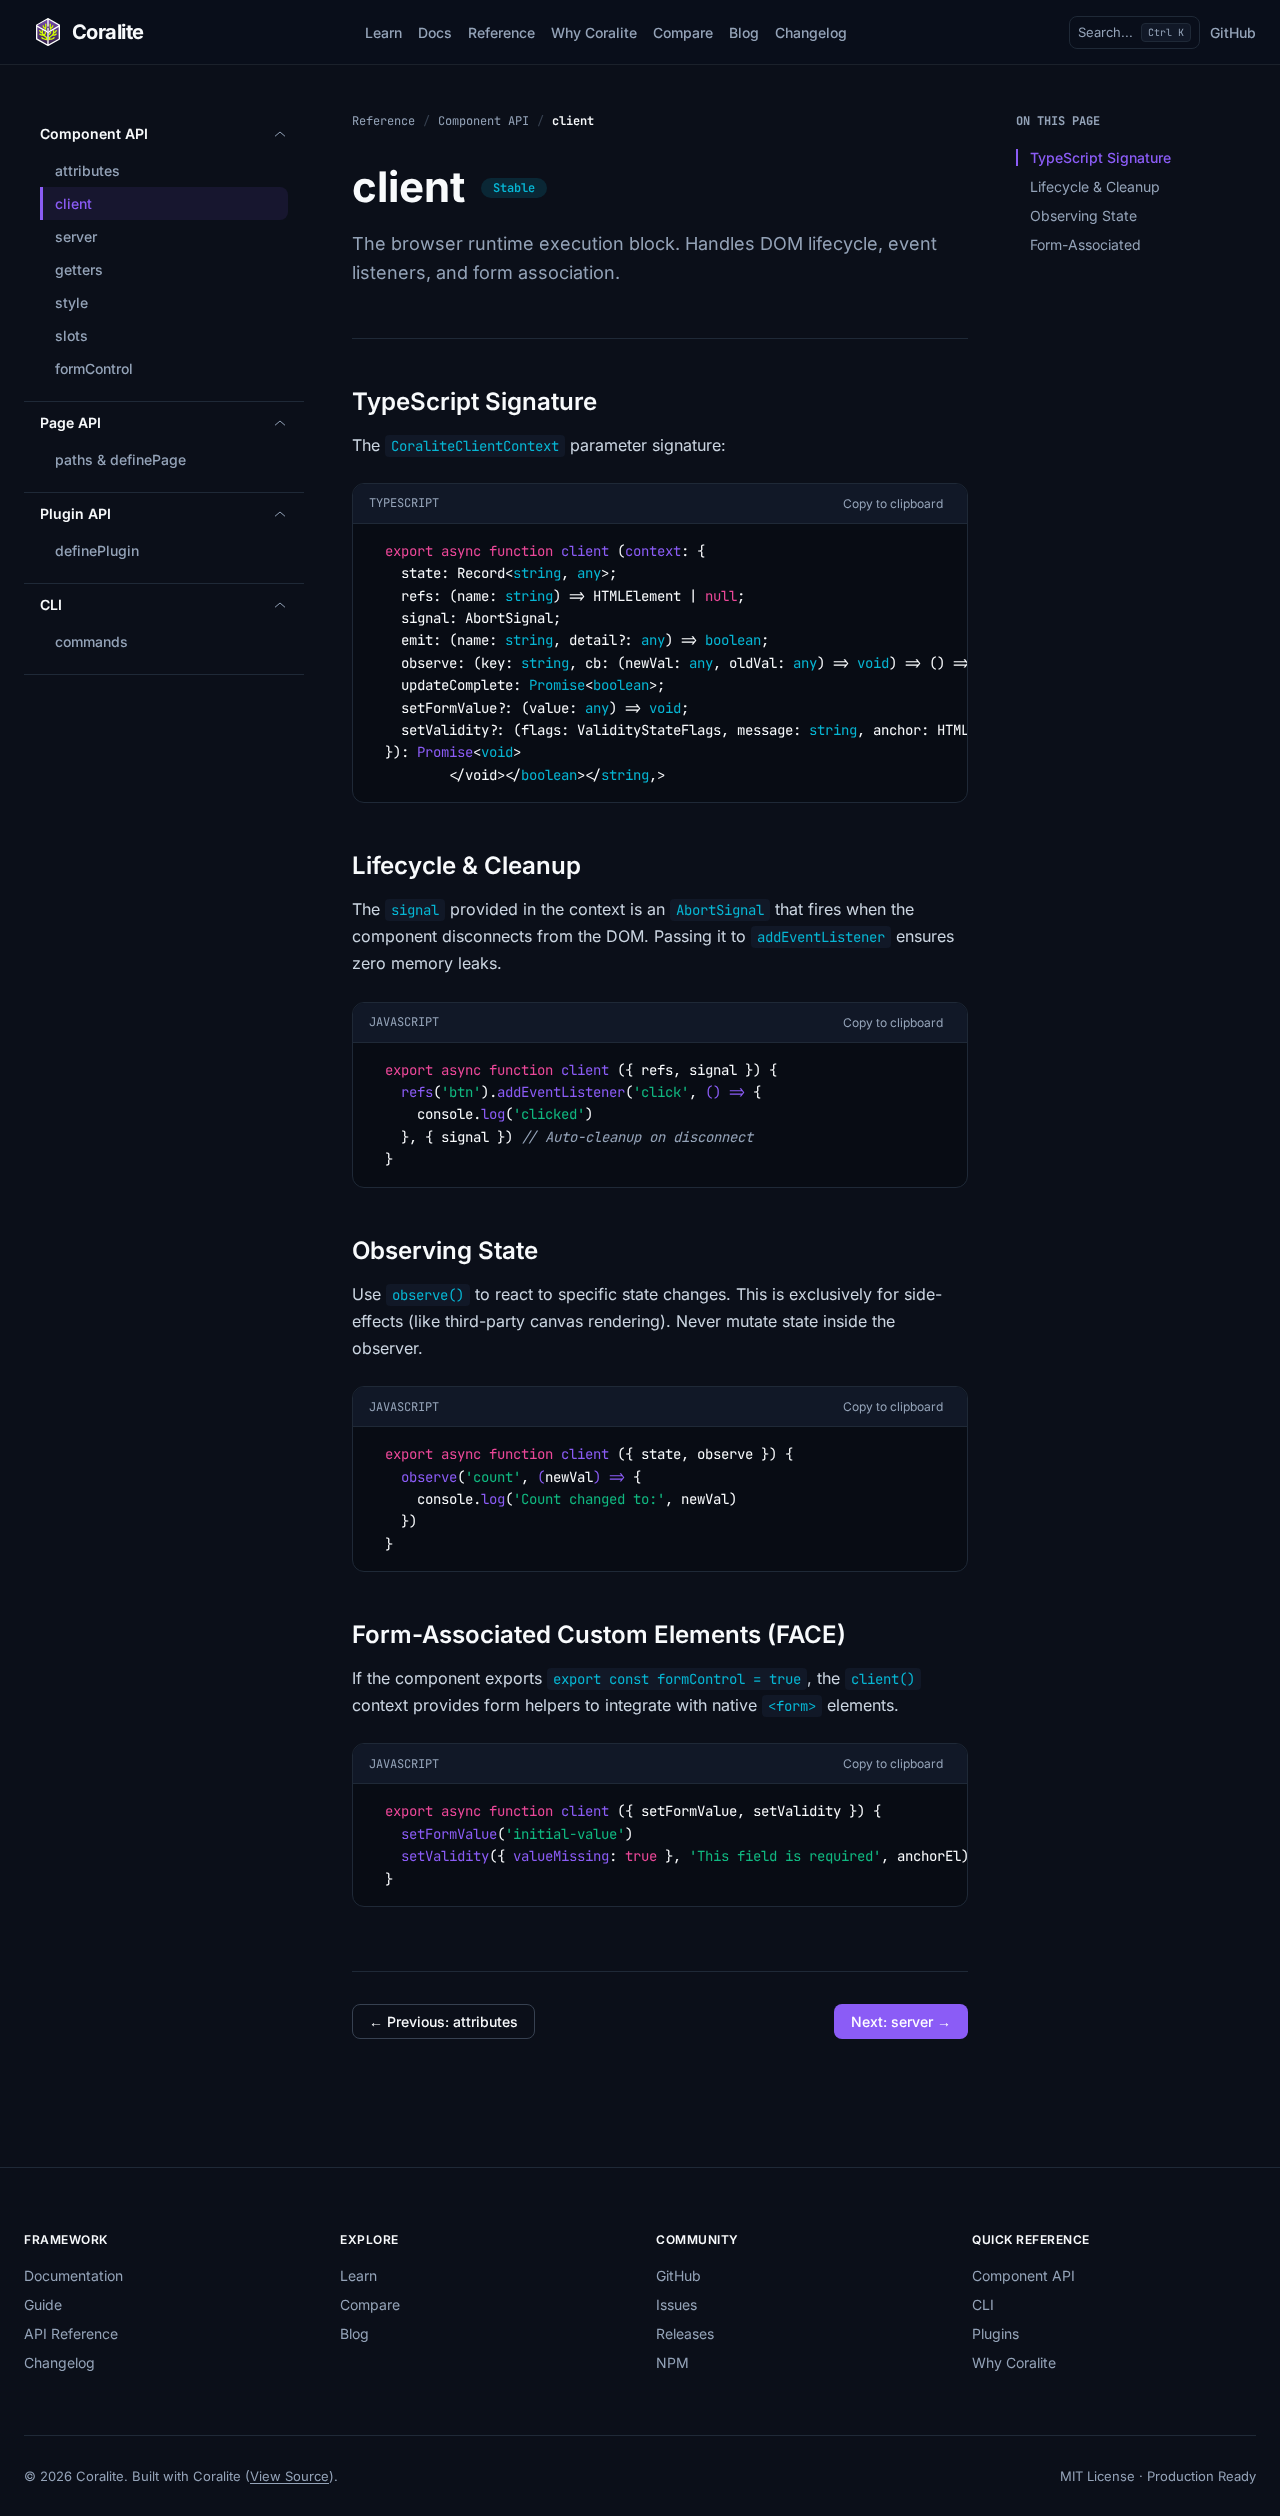 Coralite
Learn Docs Reference Why Coralite Compare Blog Changelog
Search... Ctrl K GitHub
Component API
attributes
client
server
getters
style
slots
formControl
Page API
paths & definePage
Plugin API
definePlugin
CLI
commands
Reference / Component API / client
client Stable
The browser runtime execution block. Handles DOM lifecycle, event
listeners, and form association.
TypeScript Signature
The CoraliteClientContext parameter signature:
TYPESCRIPT Copy to clipboard
export async function client (context: {
  state: Record<string, any>;
  refs: (name: string) => HTMLElement | null;
  signal: AbortSignal;
  emit: (name: string, detail?: any) => boolean;
  observe: (key: string, cb: (newVal: any, oldVal: any) => void) => () =>
  updateComplete: Promise<boolean>;
  setFormValue?: (value: any) => void;
  setValidity?: (flags: ValidityStateFlags, message: string, anchor: HTML
}): Promise<void>
        </void></boolean></string,>
Lifecycle & Cleanup
The signal provided in the context is an AbortSignal that fires when the
component disconnects from the DOM. Passing it to addEventListener ensures
zero memory leaks.
JAVASCRIPT Copy to clipboard
export async function client ({ refs, signal }) {
  refs('btn').addEventListener('click', () => {
    console.log('clicked')
  }, { signal }) // Auto-cleanup on disconnect
}
Observing State
Use observe() to react to specific state changes. This is exclusively for side-
effects (like third-party canvas rendering). Never mutate state inside the
observer.
JAVASCRIPT Copy to clipboard
export async function client ({ state, observe }) {
  observe('count', (newVal) => {
    console.log('Count changed to:', newVal)
  })
}
Form-Associated Custom Elements (FACE)
If the component exports export const formControl = true, the client()
context provides form helpers to integrate with native <form> elements.
JAVASCRIPT Copy to clipboard
export async function client ({ setFormValue, setValidity }) {
  setFormValue('initial-value')
  setValidity({ valueMissing: true }, 'This field is required', anchorEl)
}
← Previous: attributes Next: server →
ON THIS PAGE
TypeScript Signature
Lifecycle & Cleanup
Observing State
Form-Associated
FRAMEWORK
Documentation
Guide
API Reference
Changelog
EXPLORE
Learn
Compare
Blog
COMMUNITY
GitHub
Issues
Releases
NPM
QUICK REFERENCE
Component API
CLI
Plugins
Why Coralite
© 2026 Coralite. Built with Coralite (View Source).
MIT License · Production Ready